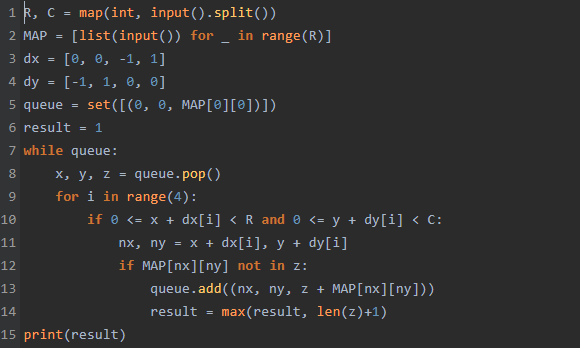 1 R, C = map(int, input().split())
2 MAP = [list(input()) for _ in range(R)]
3 dx = [0, 0, -1, 1]
4 dy = [-1, 1, 0, 0]
5 queue = set([(0, 0, MAP[0][0])])
6 result = 1
7 while queue:
8     x, y, z = queue.pop()
9     for i in range(4):
10         if 0 <= x + dx[i] < R and 0 <= y + dy[i] < C:
11             nx, ny = x + dx[i], y + dy[i]
12             if MAP[nx][ny] not in z:
13                 queue.add((nx, ny, z + MAP[nx][ny]))
14                 result = max(result, len(z)+1)
15 print(result)